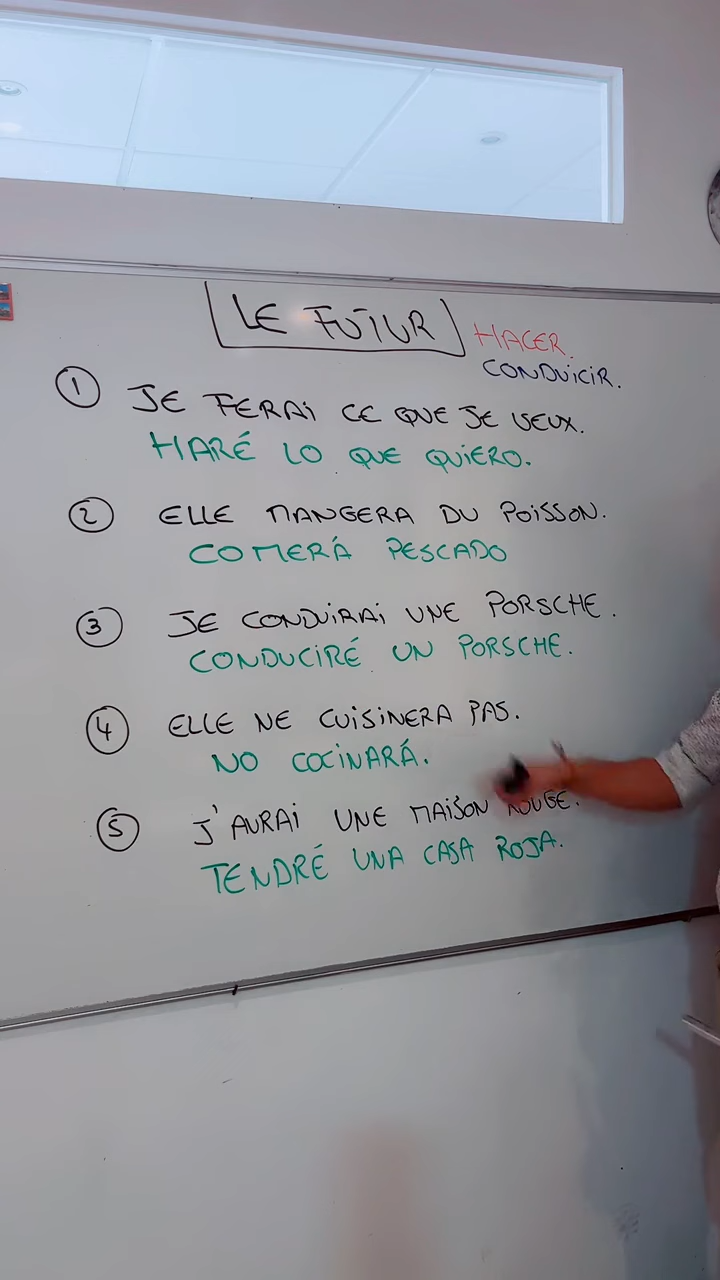 LE FUTUR
HACER.
CONDUICIR.
1 JE FERAI CE QUE JE VEUX.
HARÉ LO QUE QUIERO.
2 ELLE MANGERA DU POISSON.
COMERÁ PESCADO
3 JE CONDUIRAI UNE PORSCHE.
CONDUCIRÉ UN PORSCHE.
4 ELLE NE CUISINERA PAS.
NO COCINARÁ.
5 J'AURAI UNE MAISON ROUGE.
TENDRÉ UNA CASA ROJA.